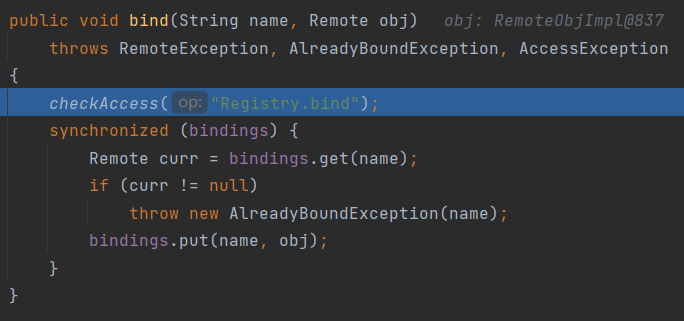 public void bind(String name, Remote obj)  obj: RemoteObjImpl@837
    throws RemoteException, AlreadyBoundException, AccessException
{
    checkAccess( op: "Registry.bind");
    synchronized (bindings) {
        Remote curr = bindings.get(name);
        if (curr != null)
            throw new AlreadyBoundException(name);
        bindings.put(name, obj);
    }
}